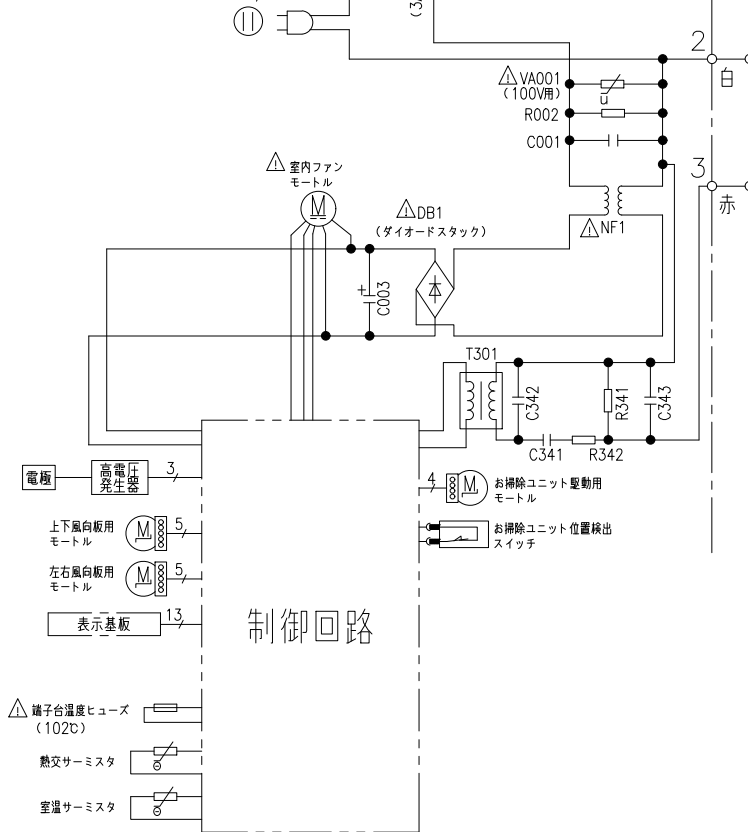 2
白
VA001
(100V用)
u
R002
C001
3
赤
室内ファン
モートル
M
DB1
(ダイオードスタック)
NF1
+
C003
T301
C342
R341
C343
C341
R342
電極
高電圧
発生器
3
4
M
お掃除ユニット駆動用
モートル
上下風向板用
モートル
M
5
お掃除ユニット位置検出
スイッチ
左右風向板用
モートル
M
5
表示基板
13
制御回路
端子台温度ヒューズ
(102℃)
熱交サーミスタ
θ
室温サーミスタ
θ